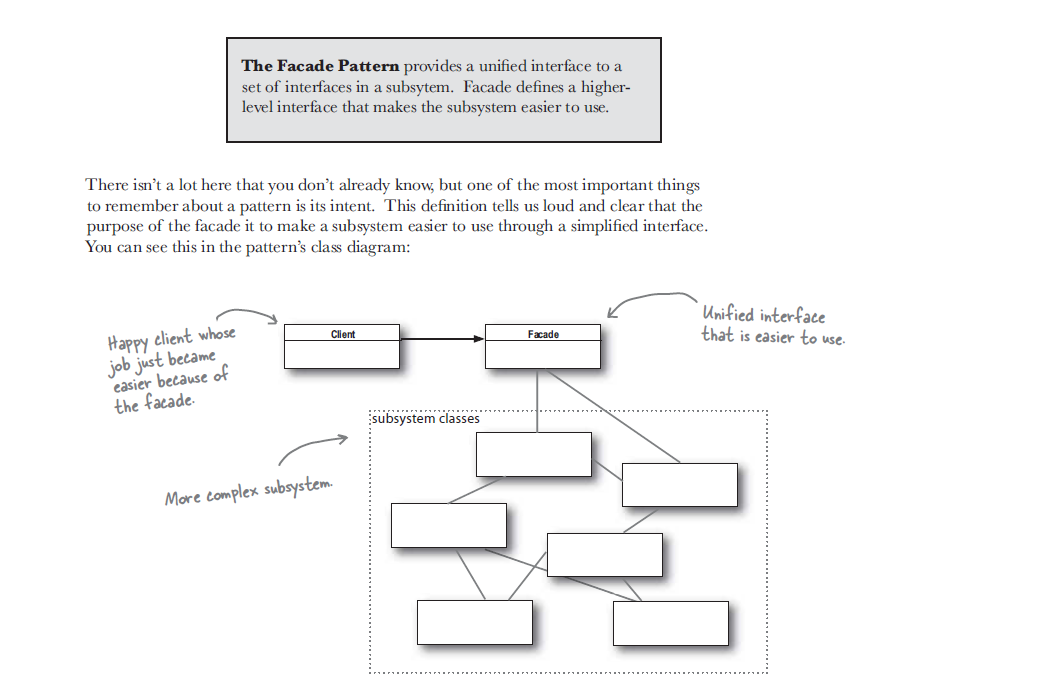 The Facade Pattern provides a unified interface to a
set of interfaces in a subsytem. Facade defines a higher-
level interface that makes the subsystem easier to use.
There isn't a lot here that you don't already know, but one of the most important things
to remember about a pattern is its intent. This definition tells us loud and clear that the
purpose of the facade it to make a subsystem easier to use through a simplified interface.
You can see this in the pattern's class diagram:
Happy client whose
job just became
easier because of
the facade.
Client
Facade
Unified interface
that is easier to use.
subsystem classes
More complex subsystem.